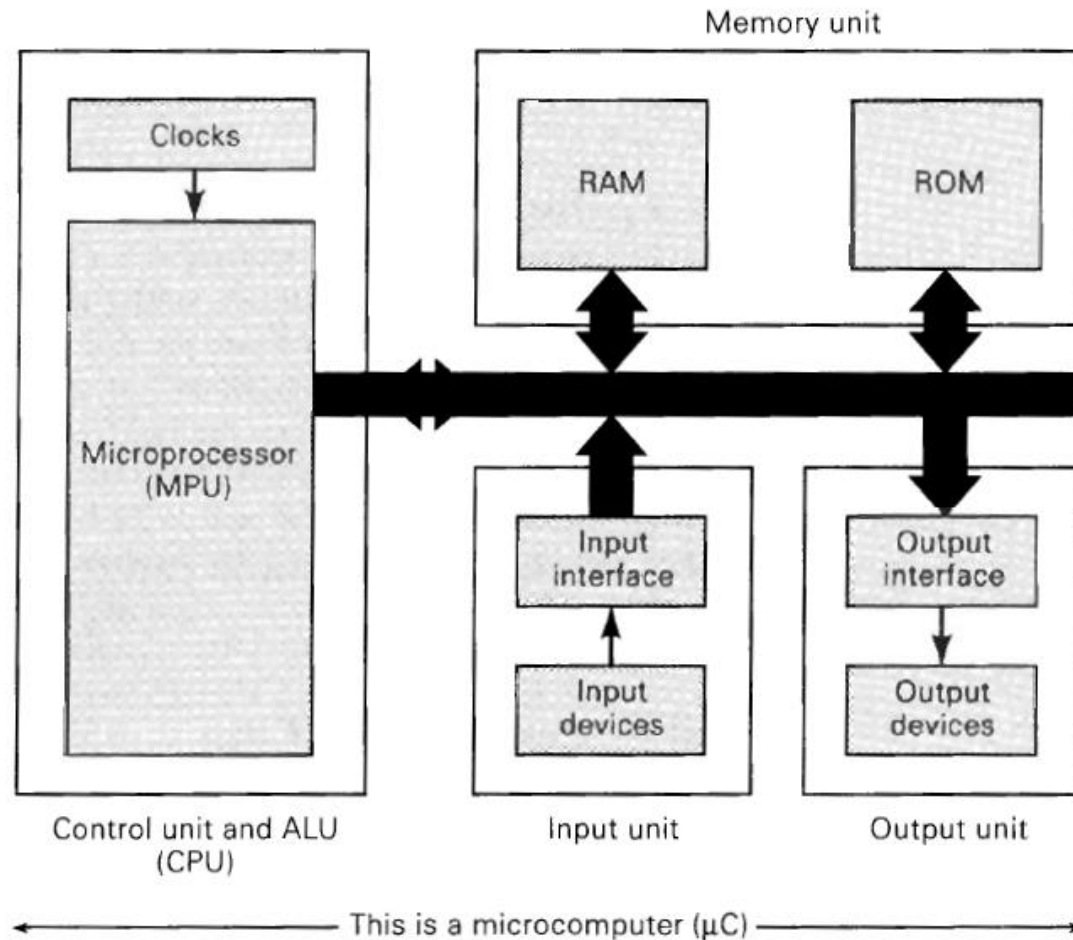 Memory unit
Clocks
RAM
ROM
Microprocessor
(MPU)
Input
interface
Output
interface
Input
devices
Output
devices
Control unit and ALU
(CPU)
Input unit
Output unit
This is a microcomputer (μC)